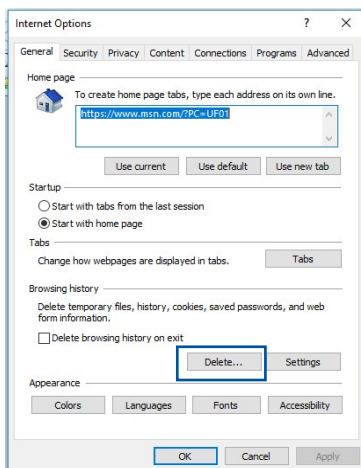 Internet Options ? X
General Security Privacy Content Connections Programs Advanced
Home page
To create home page tabs, type each address on its own line.
https://www.msn.com/?PC=UF01
Use current Use default Use new tab
Startup
Start with tabs from the last session
Start with home page
Tabs
Change how webpages are displayed in tabs. Tabs
Browsing history
Delete temporary files, history, cookies, saved passwords, and web
form information.
Delete browsing history on exit
Delete... Settings
Appearance
Colors Languages Fonts Accessibility
OK Cancel Apply